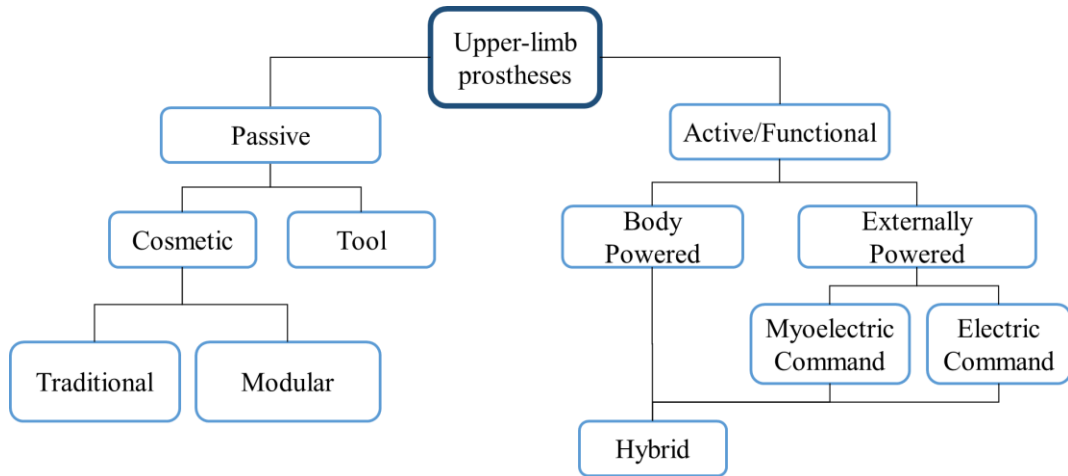 Upper-limb
prostheses
Passive
Active/Functional
Cosmetic
Tool
Body
Powered
Externally
Powered
Traditional
Modular
Myoelectric
Command
Electric
Command
Hybrid